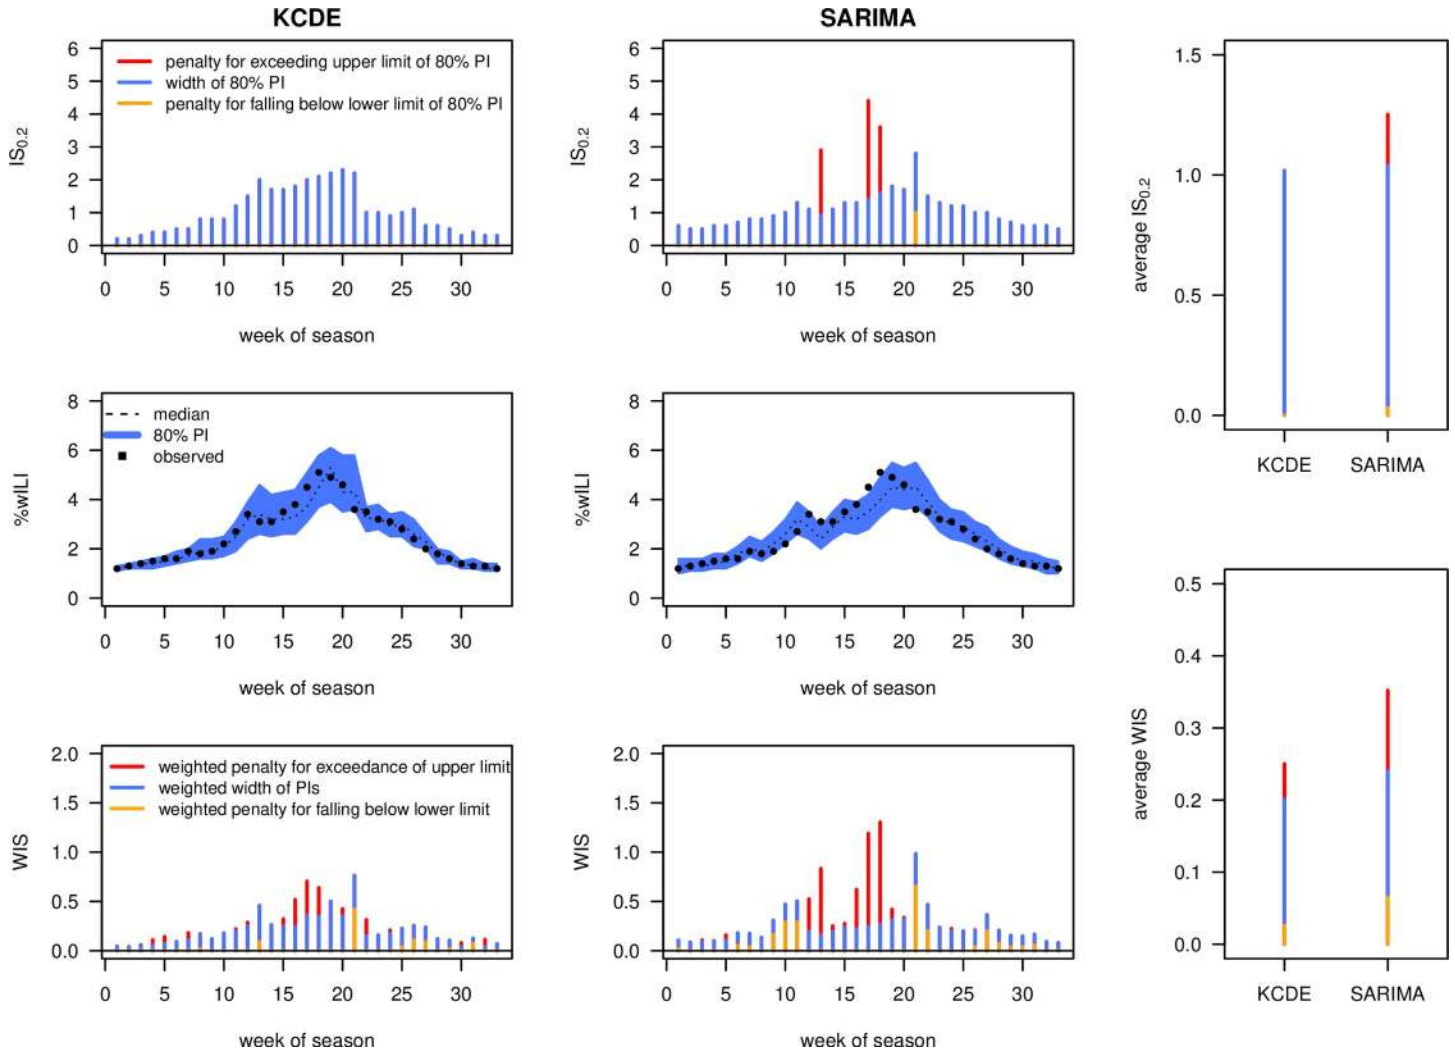 KCDE
6
5
4
3
2
1
0
IS0.2
penalty for exceeding upper limit of 80% PI
width of 80% PI
penalty for falling below lower limit of 80% PI
0 5 10 15 20 25 30
week of season
SARIMA
6
5
4
3
2
1
0
IS0.2
0 5 10 15 20 25 30
week of season
1.5
1.0
0.5
0.0
average IS0.2
KCDE SARIMA
8
6
4
2
0
%wILI
median
80% PI
observed
0 5 10 15 20 25 30
week of season
8
6
4
2
0
%wILI
0 5 10 15 20 25 30
week of season
2.0
1.5
1.0
0.5
0.0
WIS
weighted penalty for exceedance of upper limit
weighted width of PIs
weighted penalty for falling below lower limit
0 5 10 15 20 25 30
week of season
2.0
1.5
1.0
0.5
0.0
WIS
0 5 10 15 20 25 30
week of season
0.5
0.4
0.3
0.2
0.1
0.0
average WIS
KCDE SARIMA